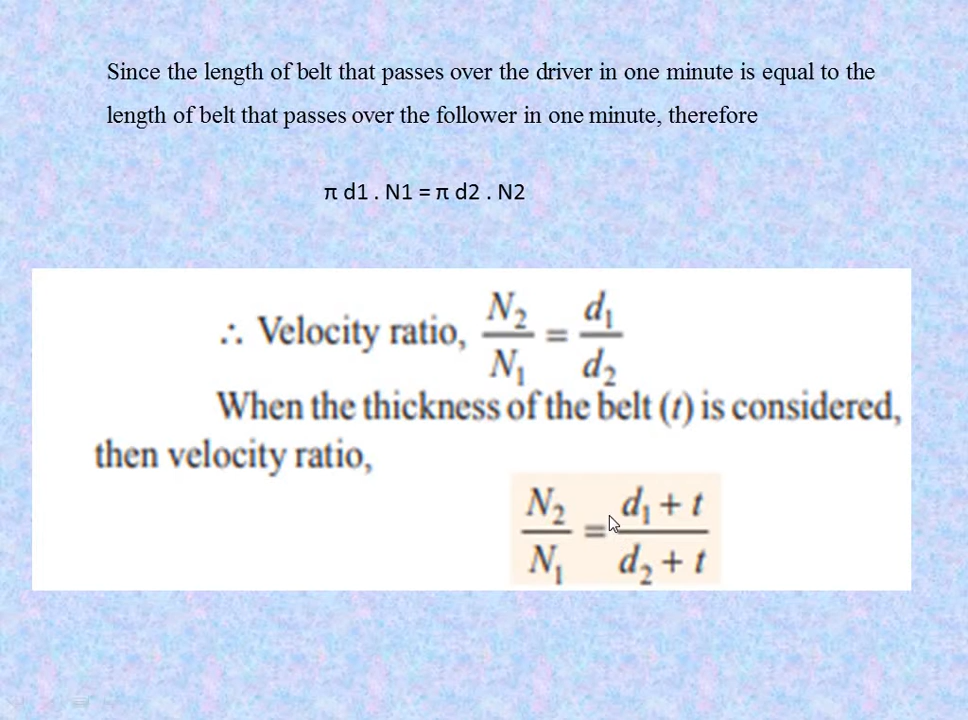 Since the length of belt that passes over the driver in one minute is equal to the
length of belt that passes over the follower in one minute, therefore
π d1 . N1 = π d2 . N2
∴ Velocity ratio, N₂/N₁ = d₁/d₂
When the thickness of the belt (t) is considered,
then velocity ratio,
N₂/N₁ = d₁ + t/d₂ + t